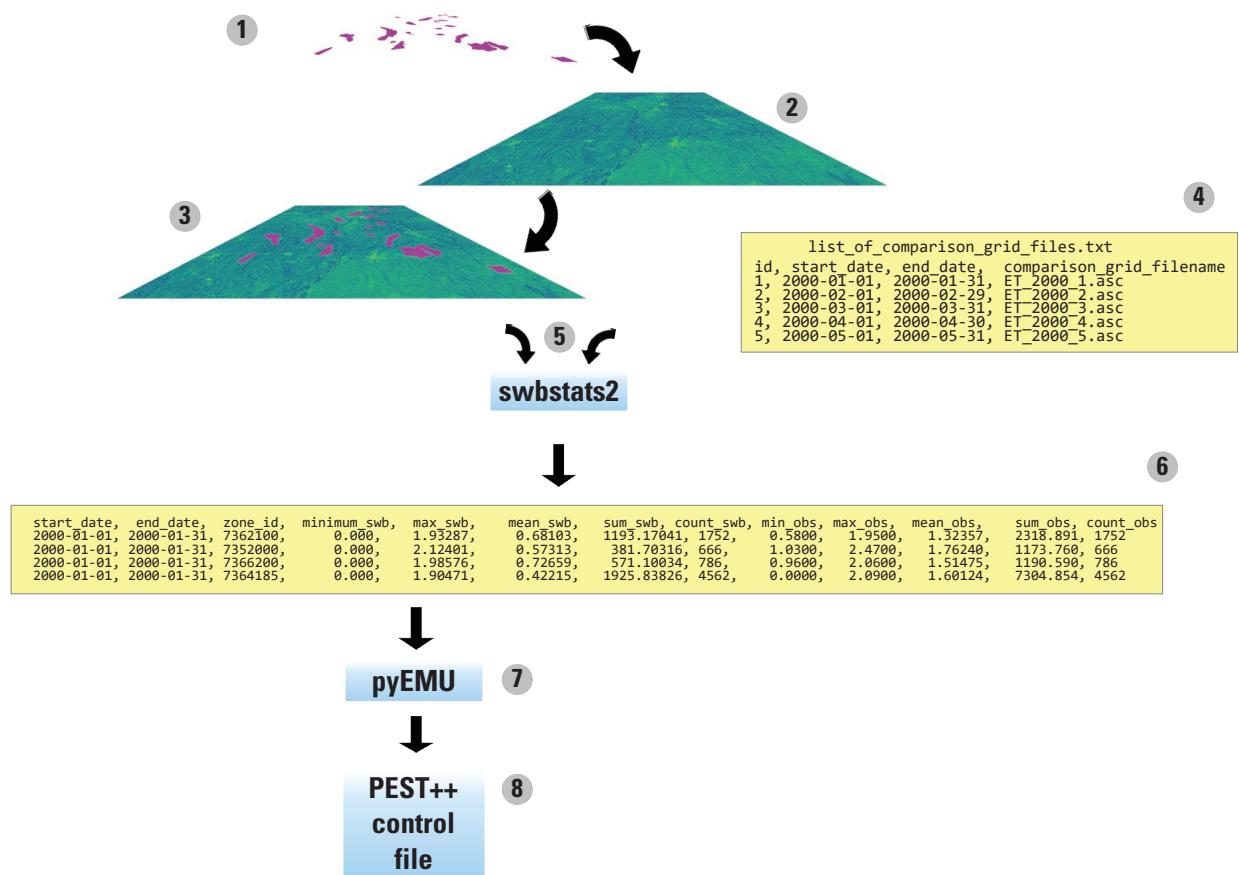 1
2
3
4
list_of_comparison_grid_files.txt
id, start_date, end_date, comparison_grid_filename
1, 2000-01-01, 2000-01-31, ET_2000_1.asc
2, 2000-02-01, 2000-02-29, ET_2000_2.asc
3, 2000-03-01, 2000-03-31, ET_2000_3.asc
4, 2000-04-01, 2000-04-30, ET_2000_4.asc
5, 2000-05-01, 2000-05-31, ET_2000_5.asc
5
swbstats2
6
start_date, end_date, zone_id, minimum_swb, max_swb, mean_swb, sum_swb, count_swb, min_obs, max_obs, mean_obs, sum_obs, count_obs
2000-01-01, 2000-01-31, 7362100, 0.000, 1.93287, 0.68103, 1193.17041, 1752, 0.5800, 1.9500, 1.32357, 2318.891, 1752
2000-01-01, 2000-01-31, 7352000, 0.000, 2.12401, 0.57313, 381.70316, 666, 1.0300, 2.4700, 1.76240, 1173.760, 666
2000-01-01, 2000-01-31, 7366200, 0.000, 1.98576, 0.72659, 571.10034, 786, 0.9600, 2.0600, 1.51475, 1190.590, 786
2000-01-01, 2000-01-31, 7364185, 0.000, 1.90471, 0.42215, 1925.83826, 4562, 0.0000, 2.0900, 1.60124, 7304.854, 4562
pyEMU
7
PEST++
control
file
8